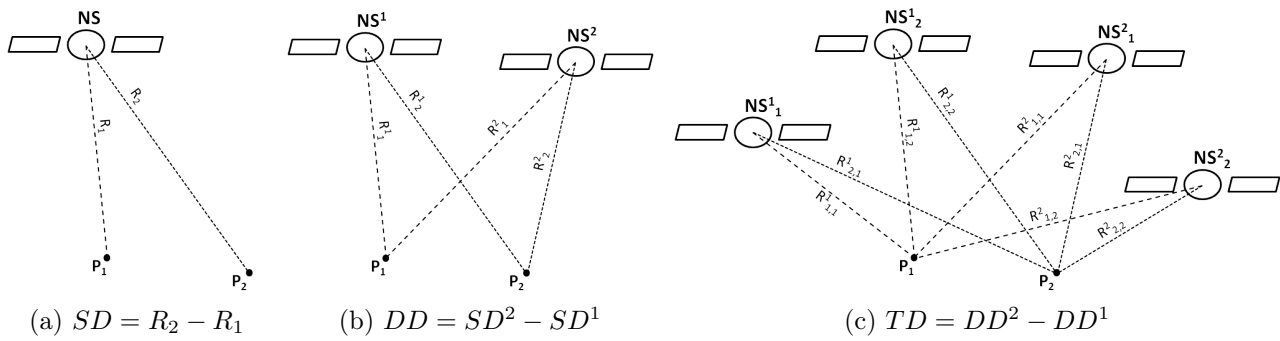 NS
R₂
R₁
P₁
P₂
(a) SD = R₂ − R₁
NS¹
NS²
R¹₁
R¹₂
R²₁
R²₂
P₁
P₂
(b) DD = SD² − SD¹
NS¹₂
NS²₁
NS¹₁
NS²₂
R¹₂,₂
R¹₁,₂
R²₁,₁
R²₂,₁
R¹₂,₁
R¹₁,₁
R²₁,₂
R²₂,₂
P₁
P₂
(c) TD = DD² − DD¹